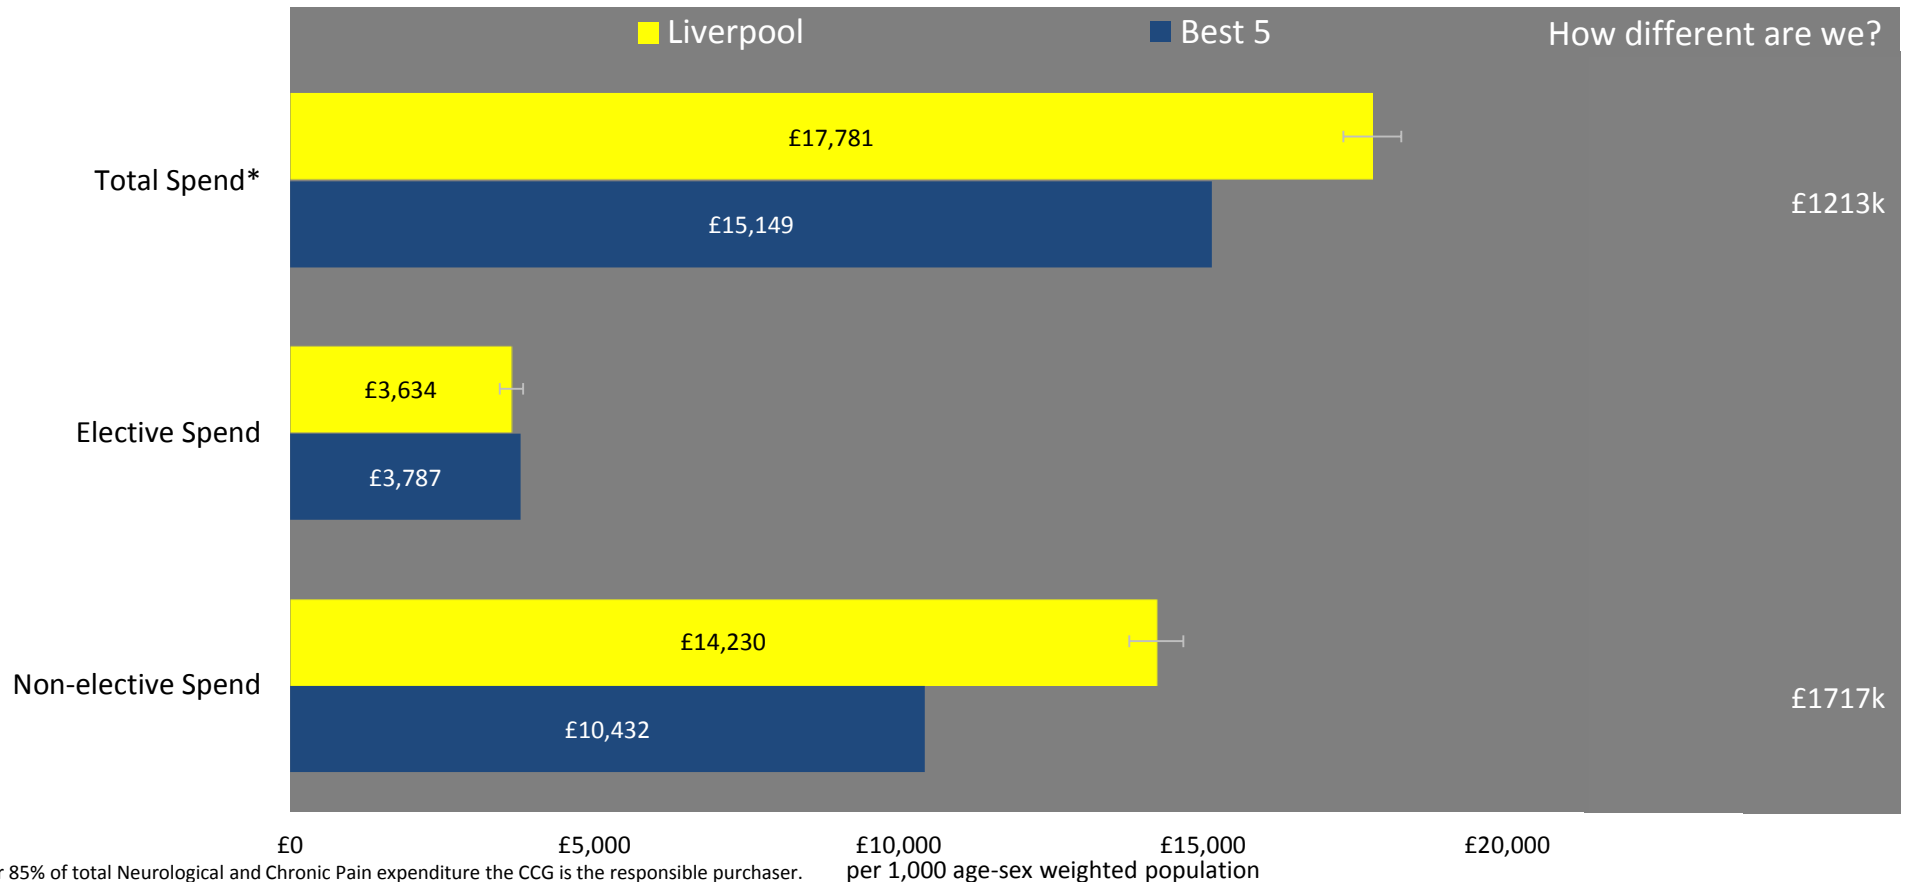 Liverpool Best 5 How different are we?
Total Spend* £17,781 £15,149 £1213k
Elective Spend £3,634 £3,787
Non-elective Spend £14,230 £10,432 £1717k
£0 £5,000 £10,000 £15,000 £20,000
85% of total Neurological and Chronic Pain expenditure the CCG is the responsible purchaser. per 1,000 age-sex weighted population